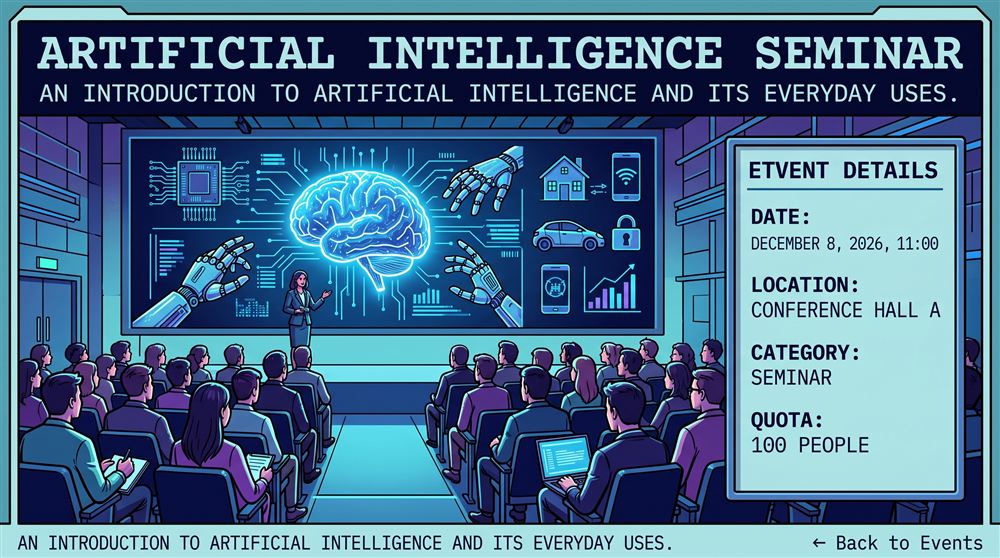 ARTIFICIAL INTELLIGENCE SEMINAR
AN INTRODUCTION TO ARTIFICIAL INTELLIGENCE AND ITS EVERYDAY USES.
ETVENT DETAILS
DATE:
DECEMBER 8, 2026, 11:00
LOCATION:
CONFERENCE HALL A
CATEGORY:
SEMINAR
QUOTA:
100 PEOPLE
AN INTRODUCTION TO ARTIFICIAL INTELLIGENCE AND ITS EVERYDAY USES.
← Back to Events